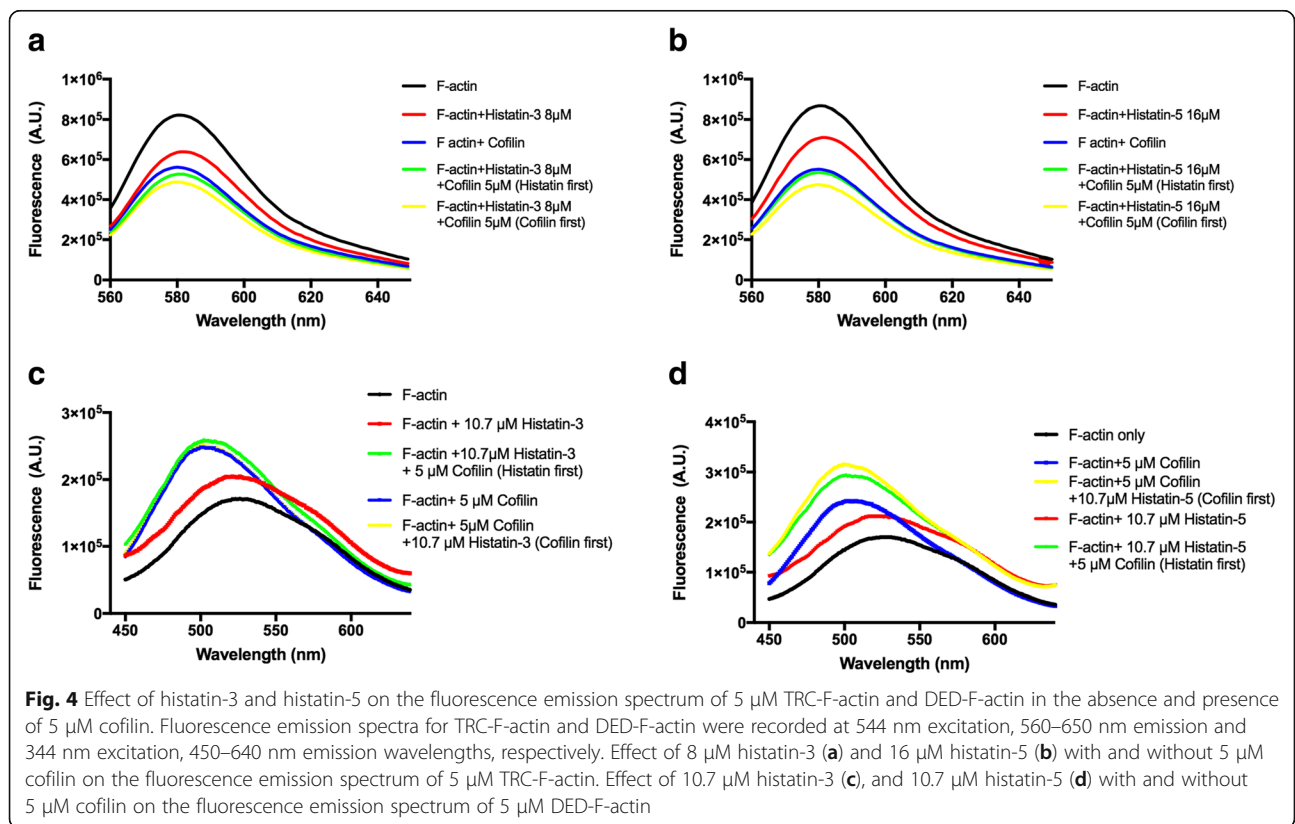 a
1×10⁶
8×10⁵
6×10⁵
4×10⁵
2×10⁵
0
Fluorescence (A.U.)
560 580 600 620 640
Wavelength (nm)
F-actin
F-actin+Histatin-3 8µM
F actin+ Cofilin
F-actin+Histatin-3 8µM
+Cofilin 5µM (Histatin first)
F-actin+Histatin-3 8µM
+Cofilin 5µM (Cofilin first)
b
1×10⁶
8×10⁵
6×10⁵
4×10⁵
2×10⁵
0
Fluorescence (A.U.)
560 580 600 620 640
Wavelength (nm)
F-actin
F-actin+Histatin-5 16µM
F-actin+ Cofilin
F-actin+Histatin-5 16µM
+Cofilin 5µM (Histatin first)
F-actin+Histatin-5 16µM
+Cofilin 5µM (Cofilin first)
c
3×10⁵
2×10⁵
1×10⁵
0
Fluorescence (A.U.)
450 500 550 600
Wavelength (nm)
F-actin
F-actin + 10.7 µM Histatin-3
F-actin +10.7µM Histatin-3
+ 5 µM Cofilin (Histatin first)
F-actin+ 5 µM Cofilin
F-actin+ 5µM Cofilin
+10.7 µM Histatin-3 (Cofilin first)
d
4×10⁵
3×10⁵
2×10⁵
1×10⁵
0
Fluorescence (A.U.)
450 500 550 600
Wavelength (nm)
F-actin only
F-actin+5 µM Cofilin
F-actin+5 µM Cofilin
+10.7µM Histatin-5 (Cofilin first)
F-actin+ 10.7 µM Histatin-5
F-actin+ 10.7 µM Histatin-5
+5 µM Cofilin (Histatin first)
Fig. 4 Effect of histatin-3 and histatin-5 on the fluorescence emission spectrum of 5 µM TRC-F-actin and DED-F-actin in the absence and presence
of 5 µM cofilin. Fluorescence emission spectra for TRC-F-actin and DED-F-actin were recorded at 544 nm excitation, 560–650 nm emission and
344 nm excitation, 450–640 nm emission wavelengths, respectively. Effect of 8 µM histatin-3 (a) and 16 µM histatin-5 (b) with and without 5 µM
cofilin on the fluorescence emission spectrum of 5 µM TRC-F-actin. Effect of 10.7 µM histatin-3 (c), and 10.7 µM histatin-5 (d) with and without
5 µM cofilin on the fluorescence emission spectrum of 5 µM DED-F-actin